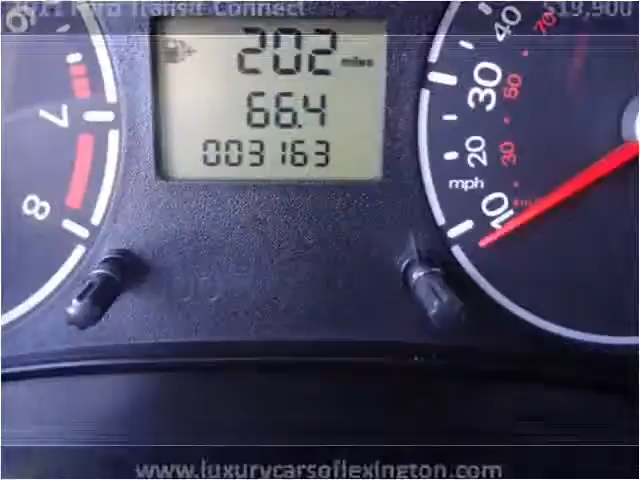 Transit Connect $19,900
202 miles
66.4
003163
7
8
10
20
30
40
mph
30
50
70
www.luxurycarsoflexington.com